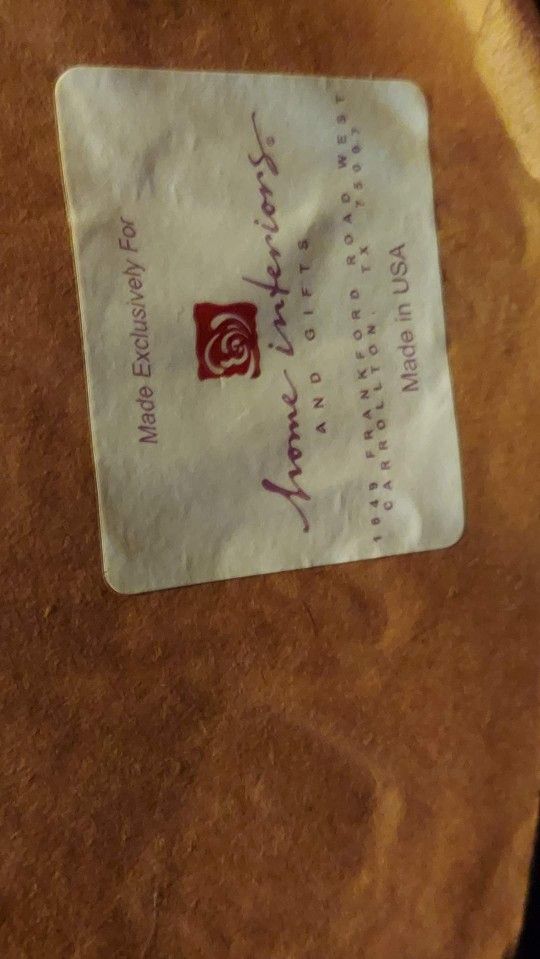 Made Exclusively For
home interiors®
AND GIFTS
1649 FRANKFORD ROAD WEST
CARROLLTON, TX 75007
Made in USA